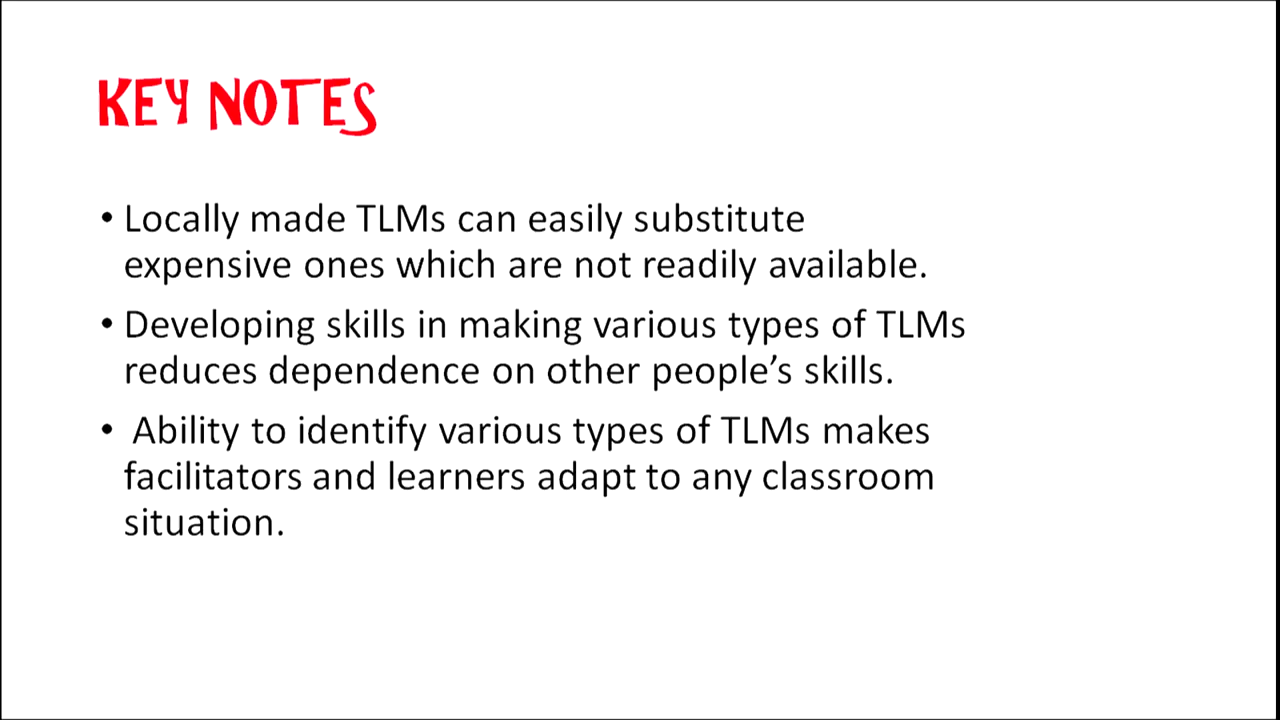 KEY NOTES
• Locally made TLMs can easily substitute
expensive ones which are not readily available.
• Developing skills in making various types of TLMs
reduces dependence on other people’s skills.
• Ability to identify various types of TLMs makes
facilitators and learners adapt to any classroom
situation.